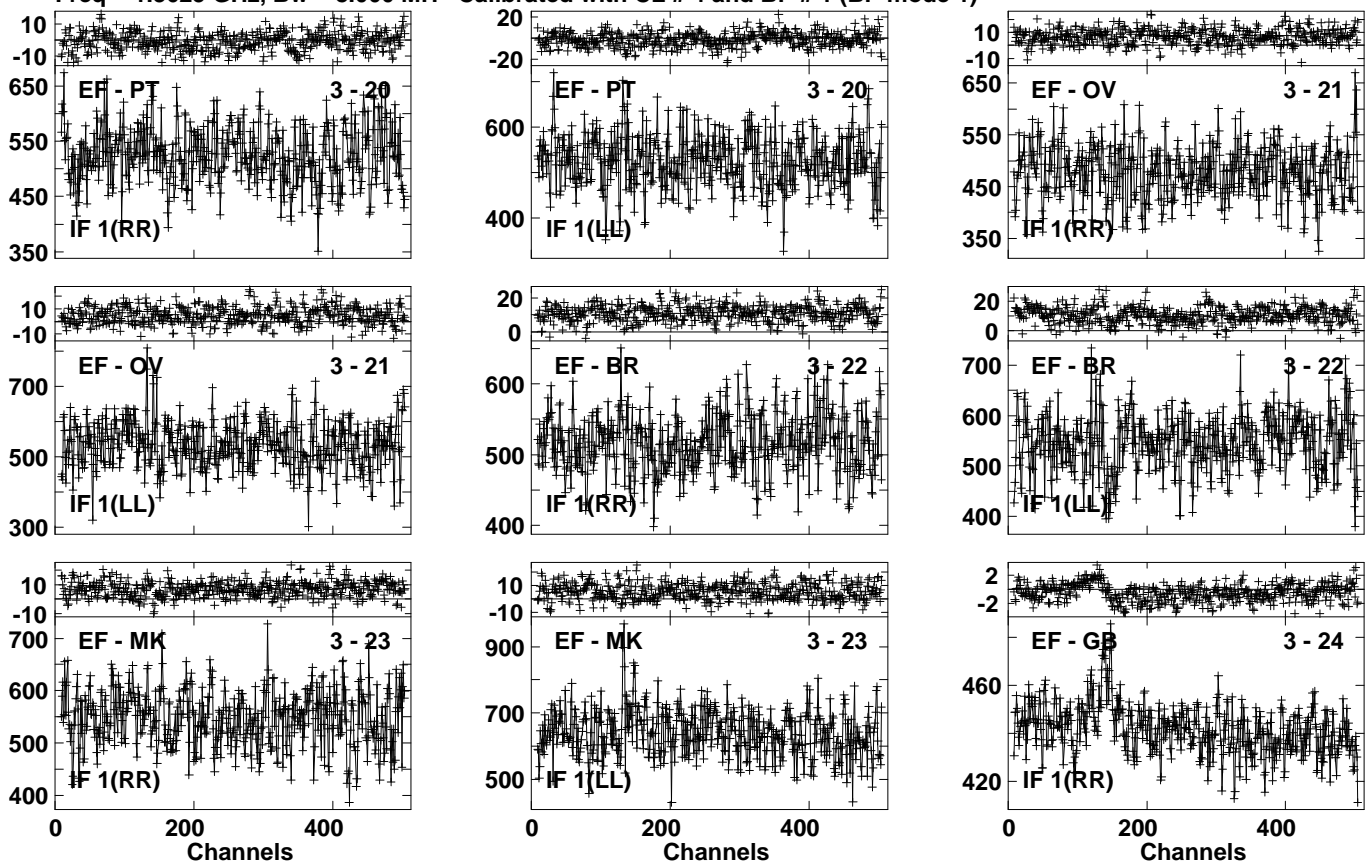 10
-10
650
550
450
350
EF - PT 3 - 20
IF 1(RR)
20
0
-20
600
400
EF - PT 3 - 20
IF 1(LL)
10
-10
650
550
450
350
EF - OV 3 - 21
IF 1(RR)
10
-10
700
500
300
EF - OV 3 - 21
IF 1(LL)
20
0
600
500
400
EF - BR 3 - 22
IF 1(RR)
20
0
700
600
500
400
EF - BR 3 - 22
IF 1(LL)
10
-10
700
600
500
400
EF - MK 3 - 23
IF 1(RR)
0 200 400
Channels
10
-10
900
700
500
EF - MK 3 - 23
IF 1(LL)
0 200 400
Channels
2
-2
460
420
EF - GB 3 - 24
IF 1(RR)
0 200 400
Channels